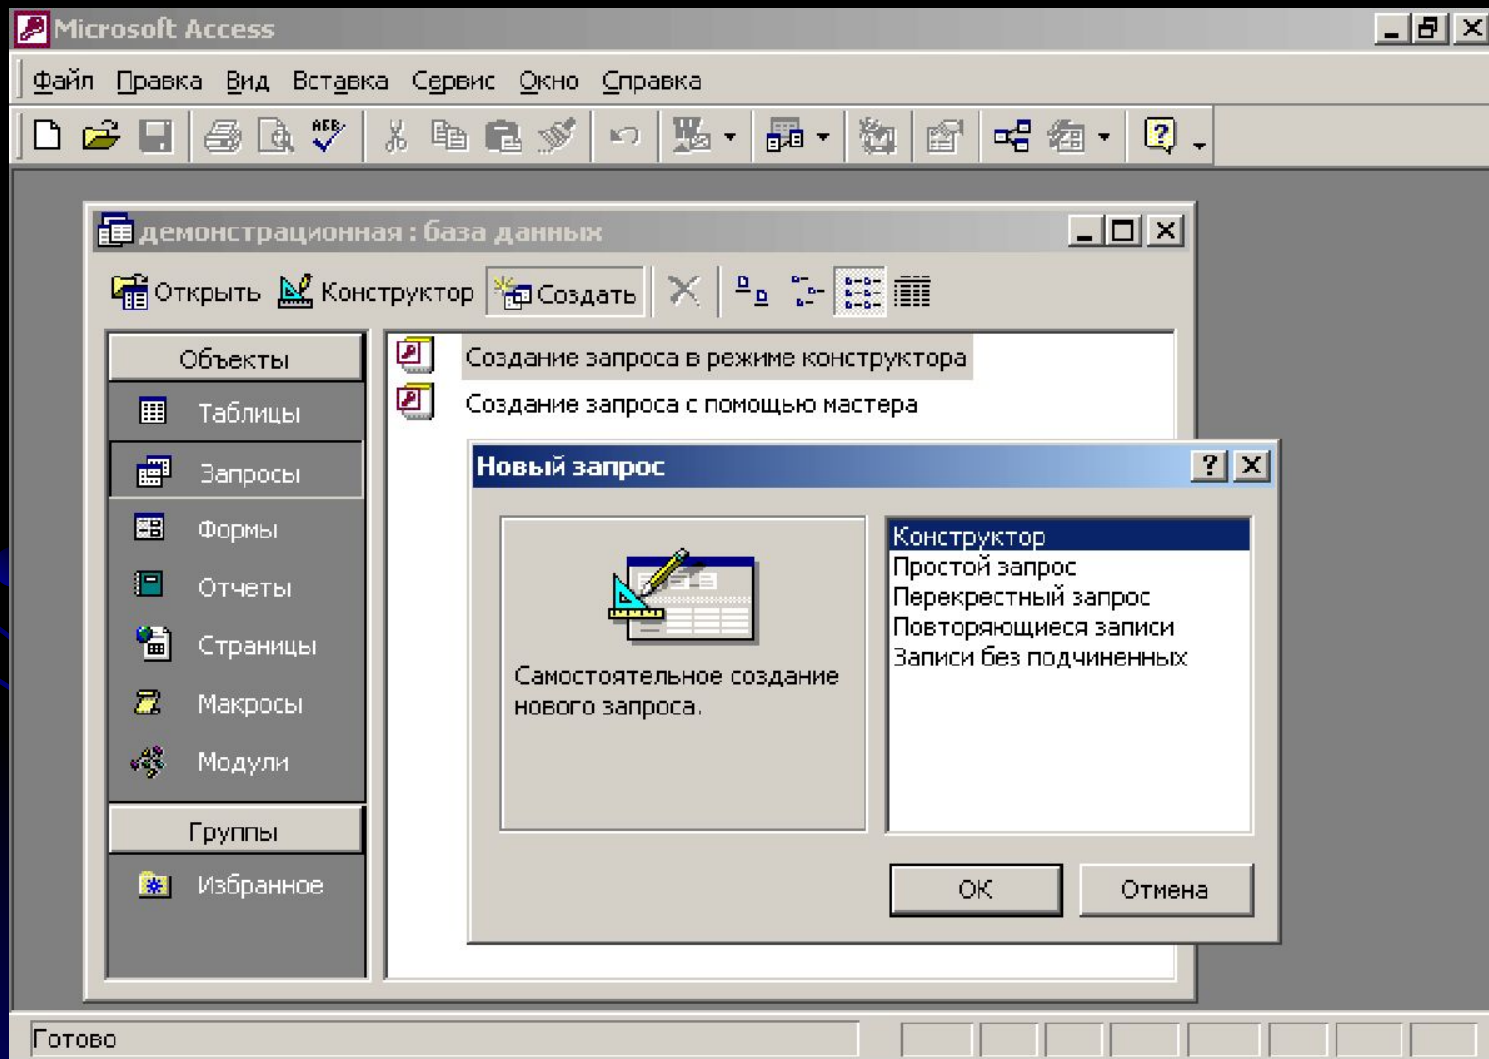 Microsoft Access
Файл Правка Вид Вставка Сервис Окно Справка
АБВ
демонстрационная : база данных
Открыть Конструктор Создать
Объекты
Таблицы
Запросы
Формы
Отчеты
Страницы
Макросы
Модули
Группы
Избранное
Создание запроса в режиме конструктора
Создание запроса с помощью мастера
Новый запрос
Самостоятельное создание
нового запроса.
Конструктор
Простой запрос
Перекрестный запрос
Повторяющиеся записи
Записи без подчиненных
ОК Отмена
Готово